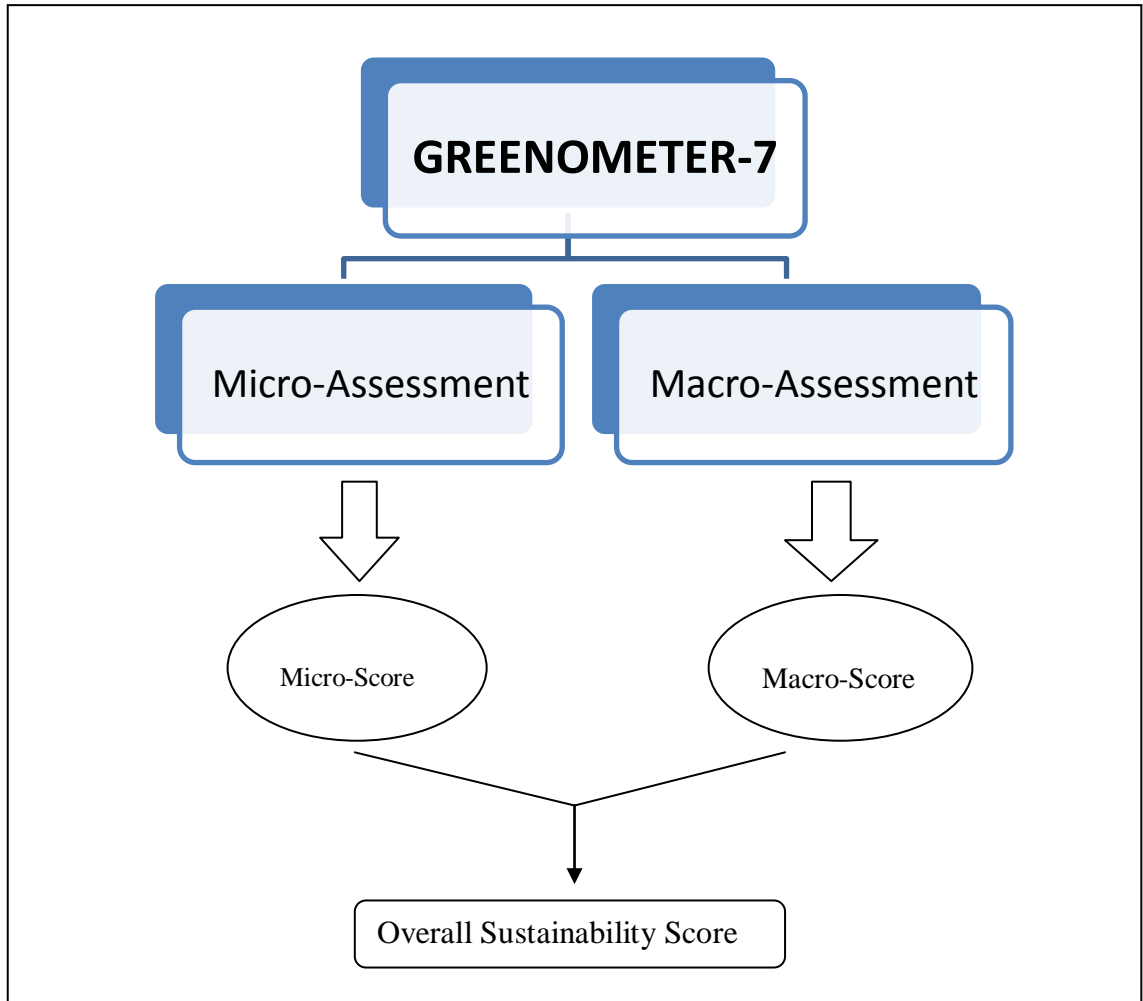 GREENOMETER-7
Micro-Assessment
Macro-Assessment
Micro-Score
Macro-Score
Overall Sustainability Score